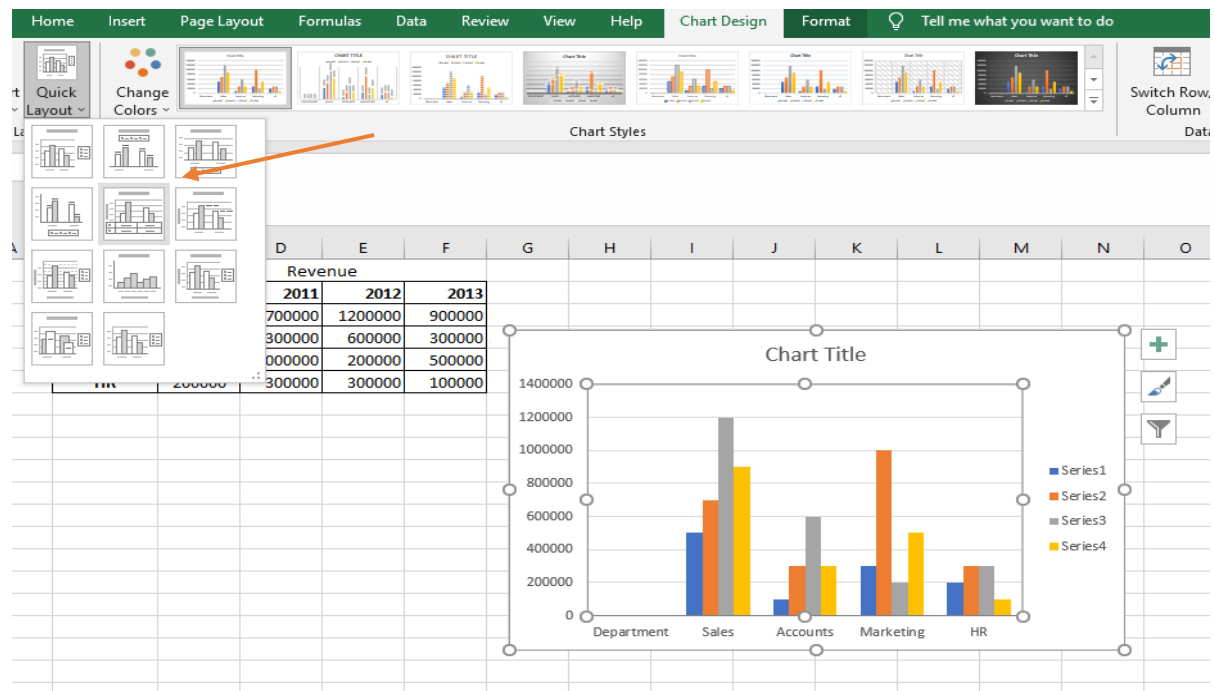 Home Insert Page Layout Formulas Data Review View Help Chart Design Format Tell me what you want to do
Quick Layout
Change Colors
Switch Row/
Column
Chart Styles
D E F G H I J K L M N O
Revenue
2011 2012 2013
700000 1200000 900000
300000 600000 300000
000000 200000 500000
HR 200000 300000 300000 100000
Chart Title
1400000
1200000
1000000
800000
600000
400000
200000
0
Department Sales Accounts Marketing HR
Series1
Series2
Series3
Series4